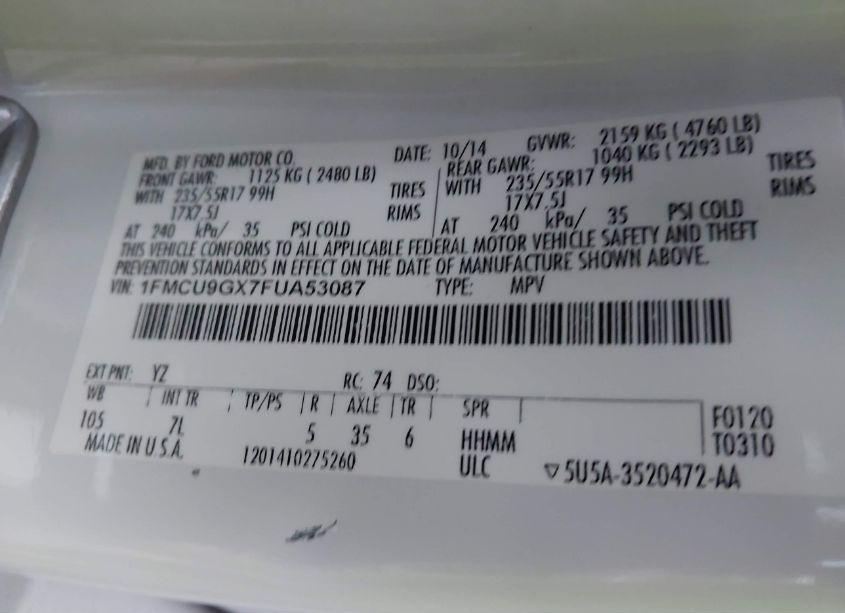 MFD. BY FORD MOTOR CO. DATE: 10/14 GVWR: 2159 KG ( 4760 LB)
FRONT GAWR: 1125 KG ( 2480 LB) REAR GAWR: 1040 KG ( 2293 LB)
WITH 235/55R17 99H TIRES WITH 235/55R17 99H TIRES
17X7.5J RIMS 17X7.5J RIMS
AT 240 kPa/ 35 PSI COLD AT 240 kPa/ 35 PSI COLD
THIS VEHICLE CONFORMS TO ALL APPLICABLE FEDERAL MOTOR VEHICLE SAFETY AND THEFT
PREVENTION STANDARDS IN EFFECT ON THE DATE OF MANUFACTURE SHOWN ABOVE.
VIN: 1FMCU9GX7FUA53087 TYPE: MPV
EXT PNT: YZ RC: 74 DSO:
WB INT TR TP/PS R AXLE TR SPR F0120
105 7L 5 35 6 HHMM T0310
MADE IN U.S.A. 1201410275260 ULC ▽5U5A-3520472-AA